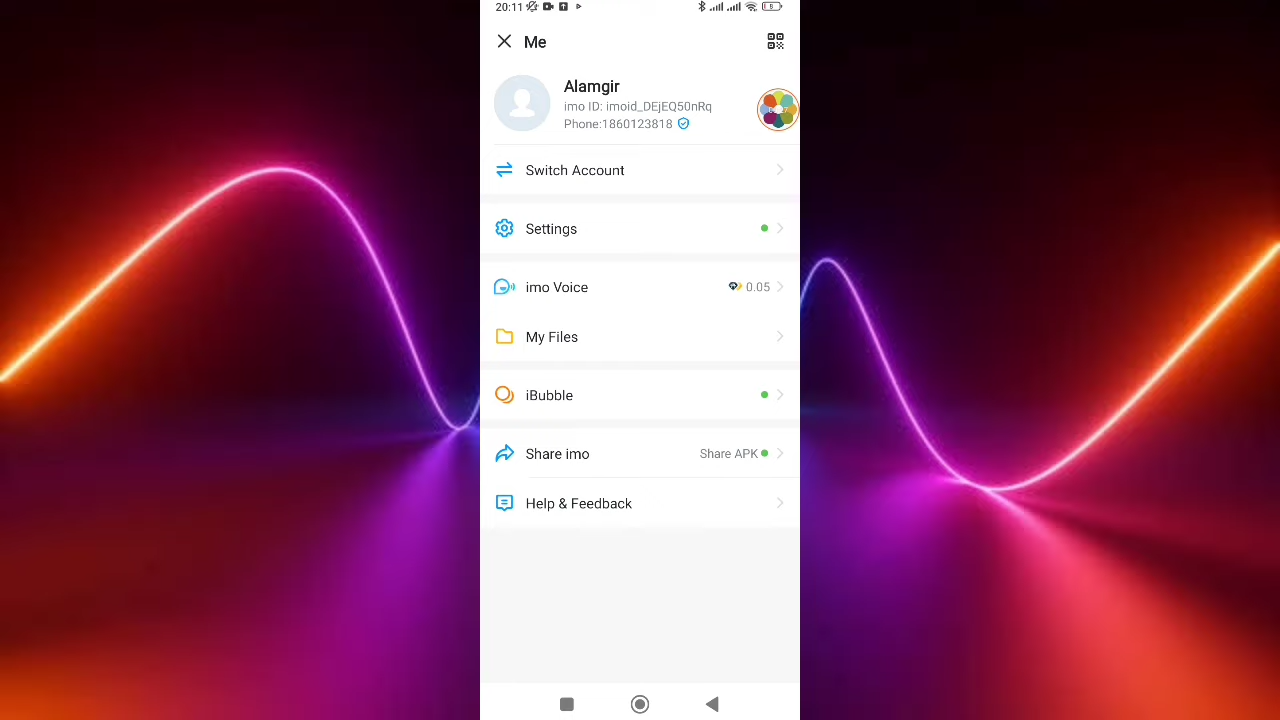 20:11
Me
Alamgir
imo ID: imoid_DEjEQ50nRq
Phone:1860123818
Switch Account
Settings
imo Voice 0.05
My Files
iBubble
Share imo Share APK
Help & Feedback